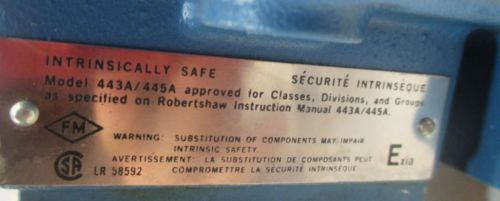 INTRINSICALLY SAFE SÉCURITÉ INTRINSÈQUE
Model 443A/445A approved for Classes, Divisions, and Groups
as specified on Robertshaw Instruction Manual 443A/445A.
FM
WARNING: SUBSTITUTION OF COMPONENTS MAY IMPAIR
INTRINSIC SAFETY.
AVERTISSEMENT: LA SUBSTITUTION DE COMPOSANTS PEUT
COMPROMETTRE LA SÉCURITÉ INTRINSÈQUE
SA
LR 58592
Exia